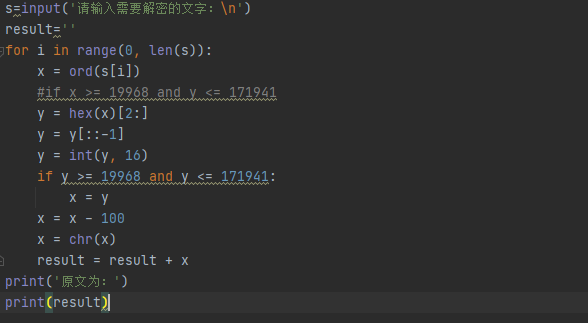 s=input('请输入需要解密的文字：\n')
result=''
for i in range(0, len(s)):
    x = ord(s[i])
    #if x >= 19968 and y <= 171941
    y = hex(x)[2:]
    y = y[::-1]
    y = int(y, 16)
    if y >= 19968 and y <= 171941:
        x = y
    x = x - 100
    x = chr(x)
    result = result + x
print('原文为：')
print(result)